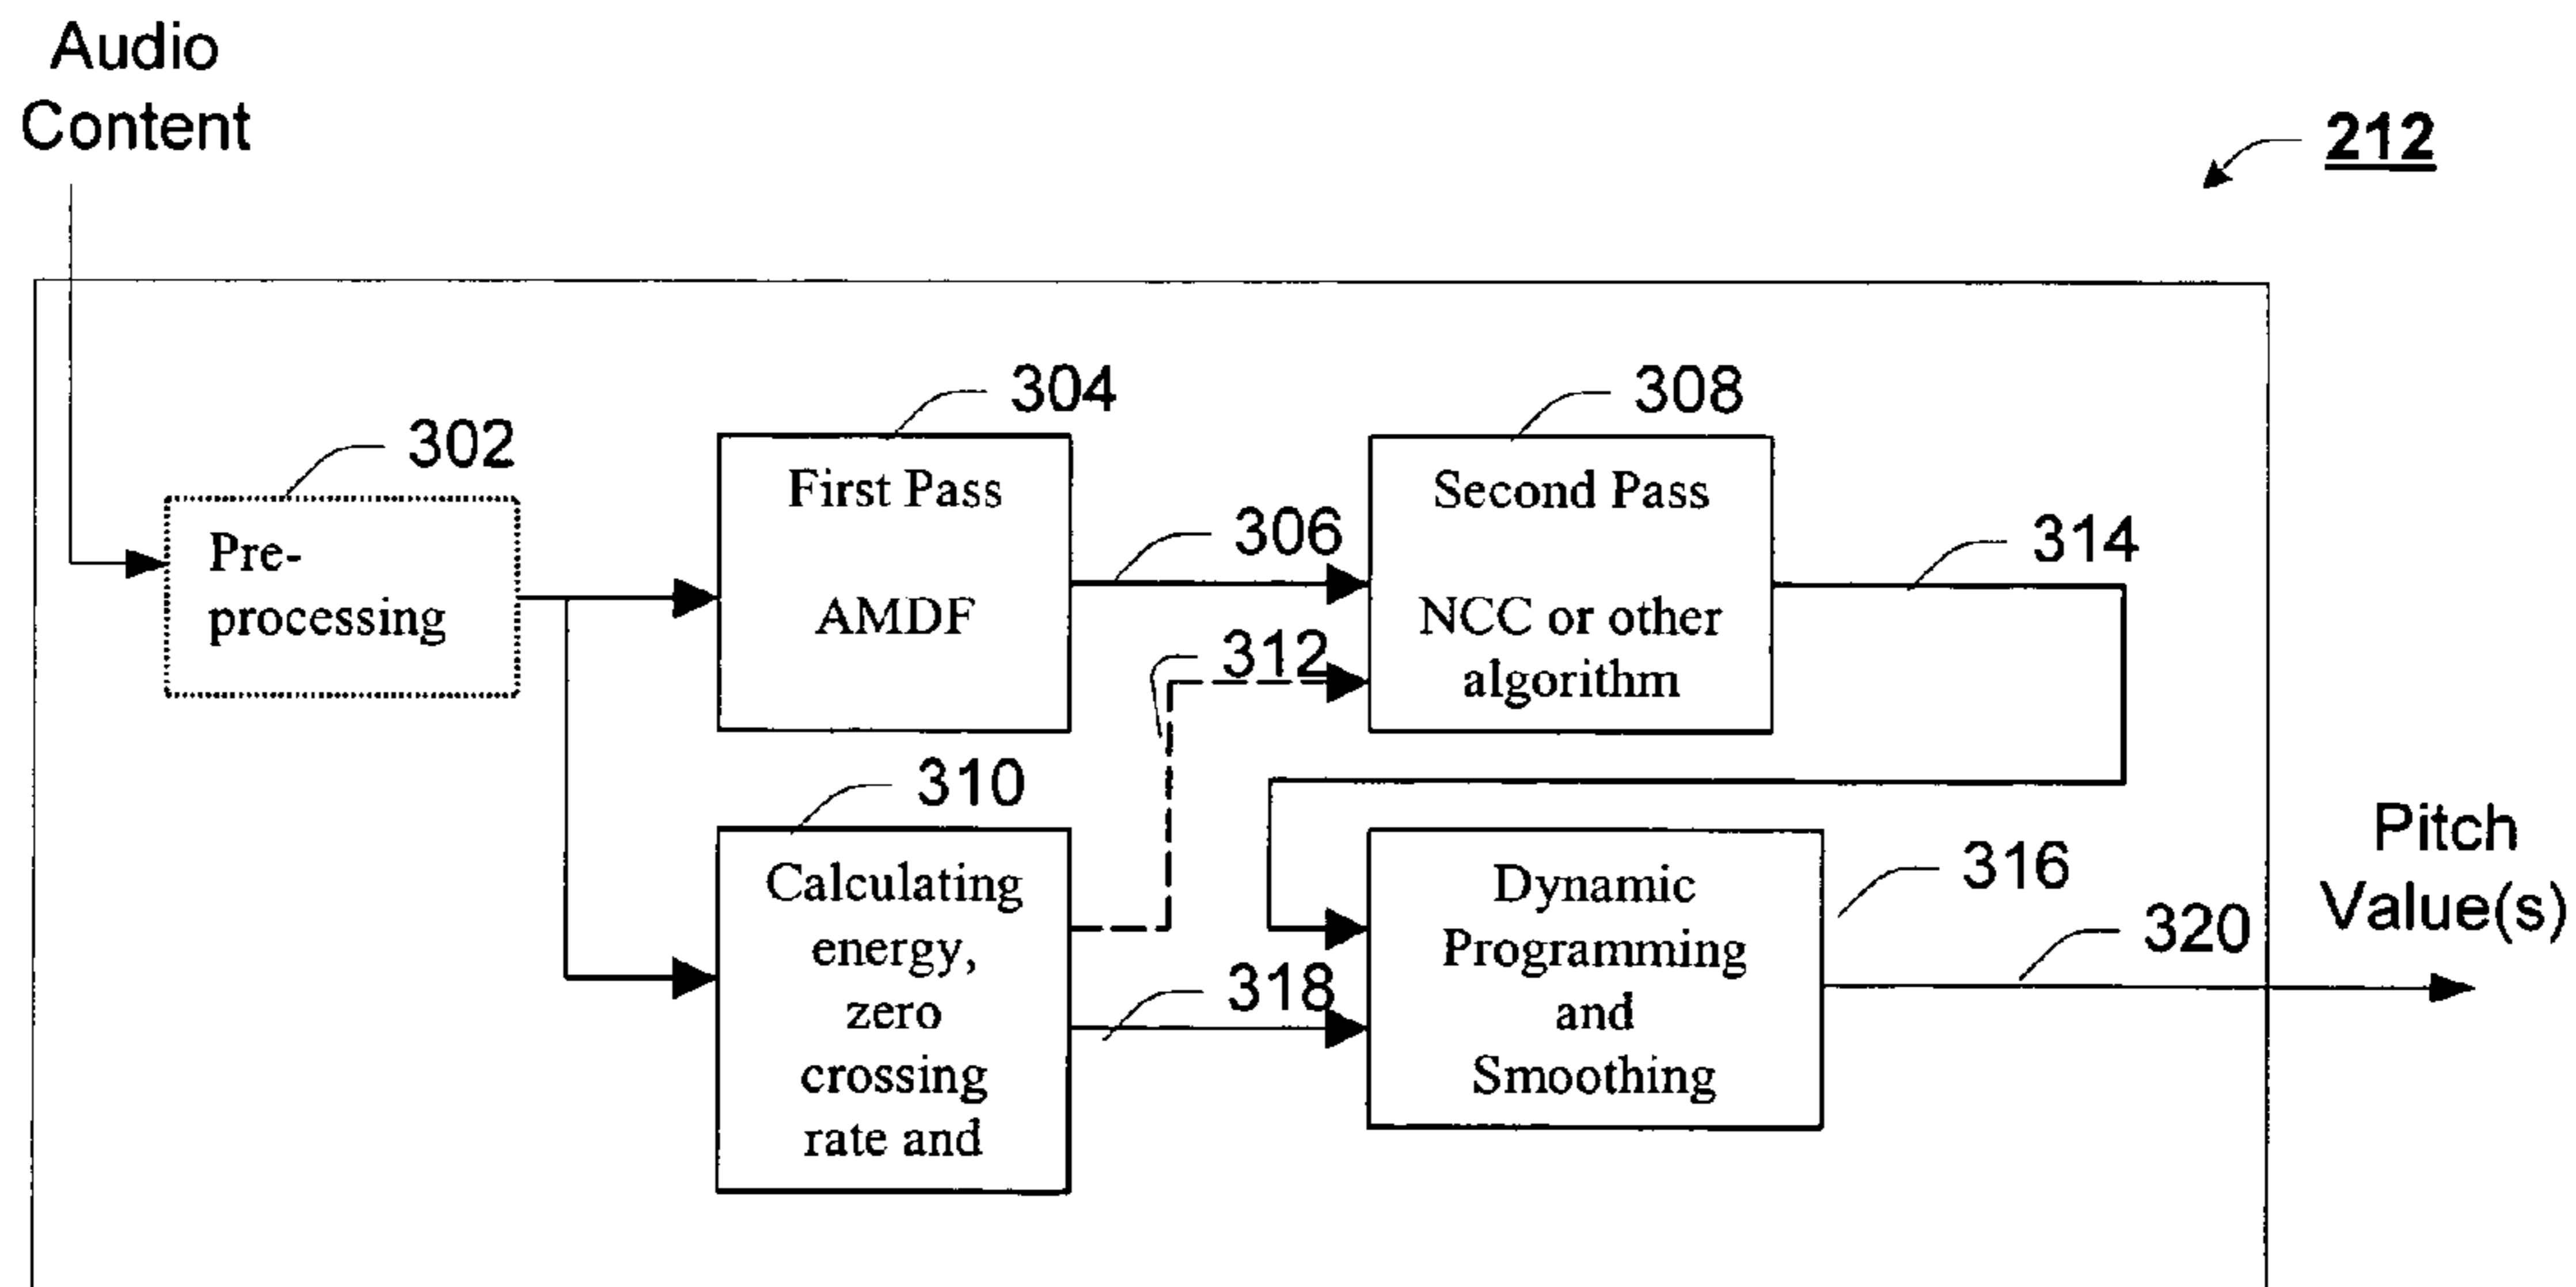 Audio
Content
212
302
Pre-
processing
304
First Pass
AMDF
306
308
Second Pass
NCC or other
algorithm
312
314
310
Calculating
energy,
zero
crossing
rate and
318
Dynamic
Programming
and
Smoothing
316
320
Pitch
Value(s)